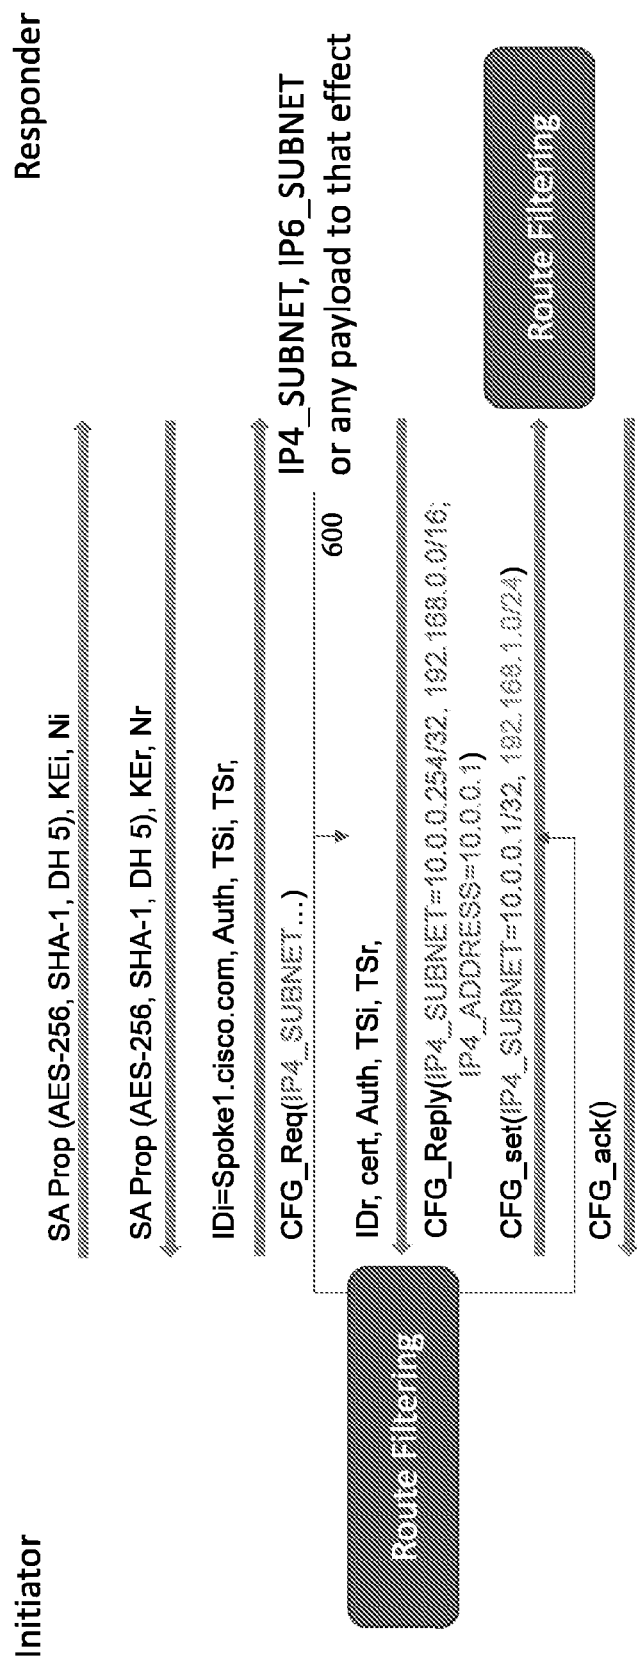 Initiator
Responder
SA Prop (AES-256, SHA-1, DH 5), KEi, Ni
SA Prop (AES-256, SHA-1, DH 5), KEr, Nr
IDi=Spoke1.cisco.com, Auth, TSi, TSr,
CFG_Req(IP4_SUBNET...)
IP4_SUBNET, IP6_SUBNET
or any payload to that effect
600
IDr, cert, Auth, TSi, TSr,
Route Filtering
CFG_Reply(IP4_SUBNET=10.0.0.254/32, 192.168.0.0/16;
IP4_ADDRESS=10.0.0.1)
CFG_set(IP4_SUBNET=10.0.0.1/32, 192.168.1.0/24)
Route Filtering
CFG_ack()